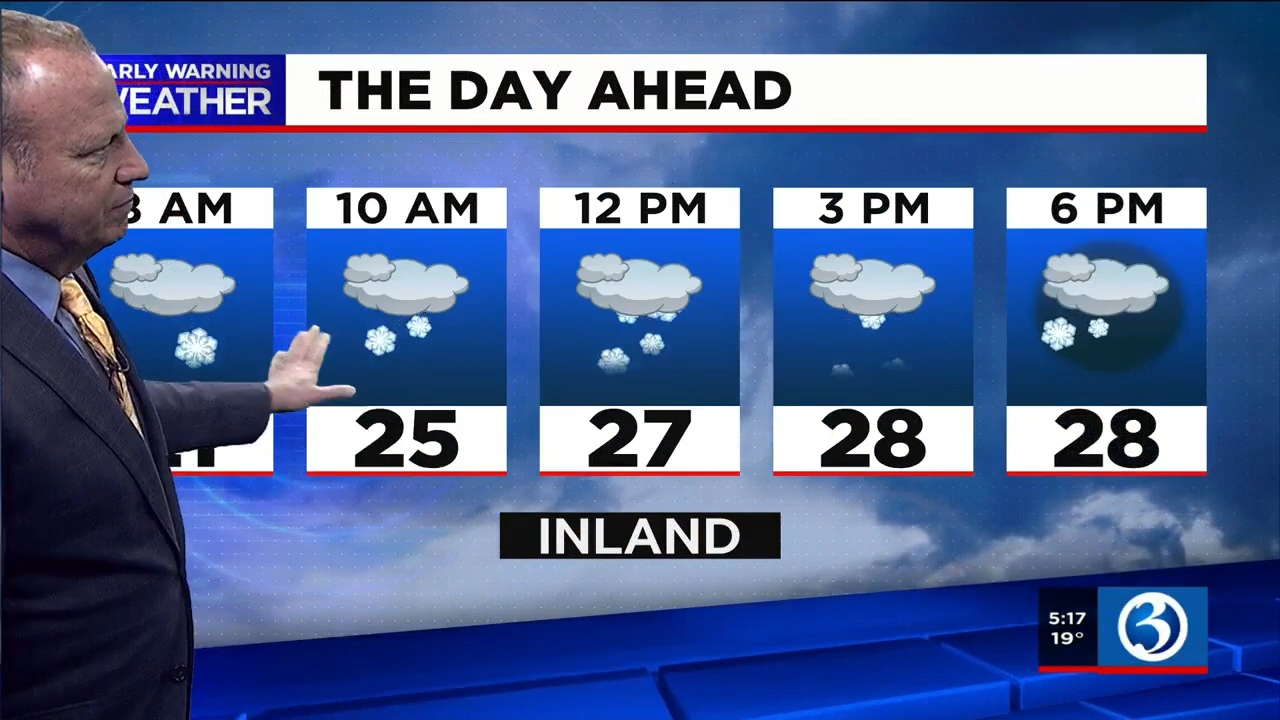 ARLY WARNING
WEATHER
THE DAY AHEAD
8 AM
10 AM
12 PM
3 PM
6 PM
25
27
28
28
INLAND
5:17
19°
3